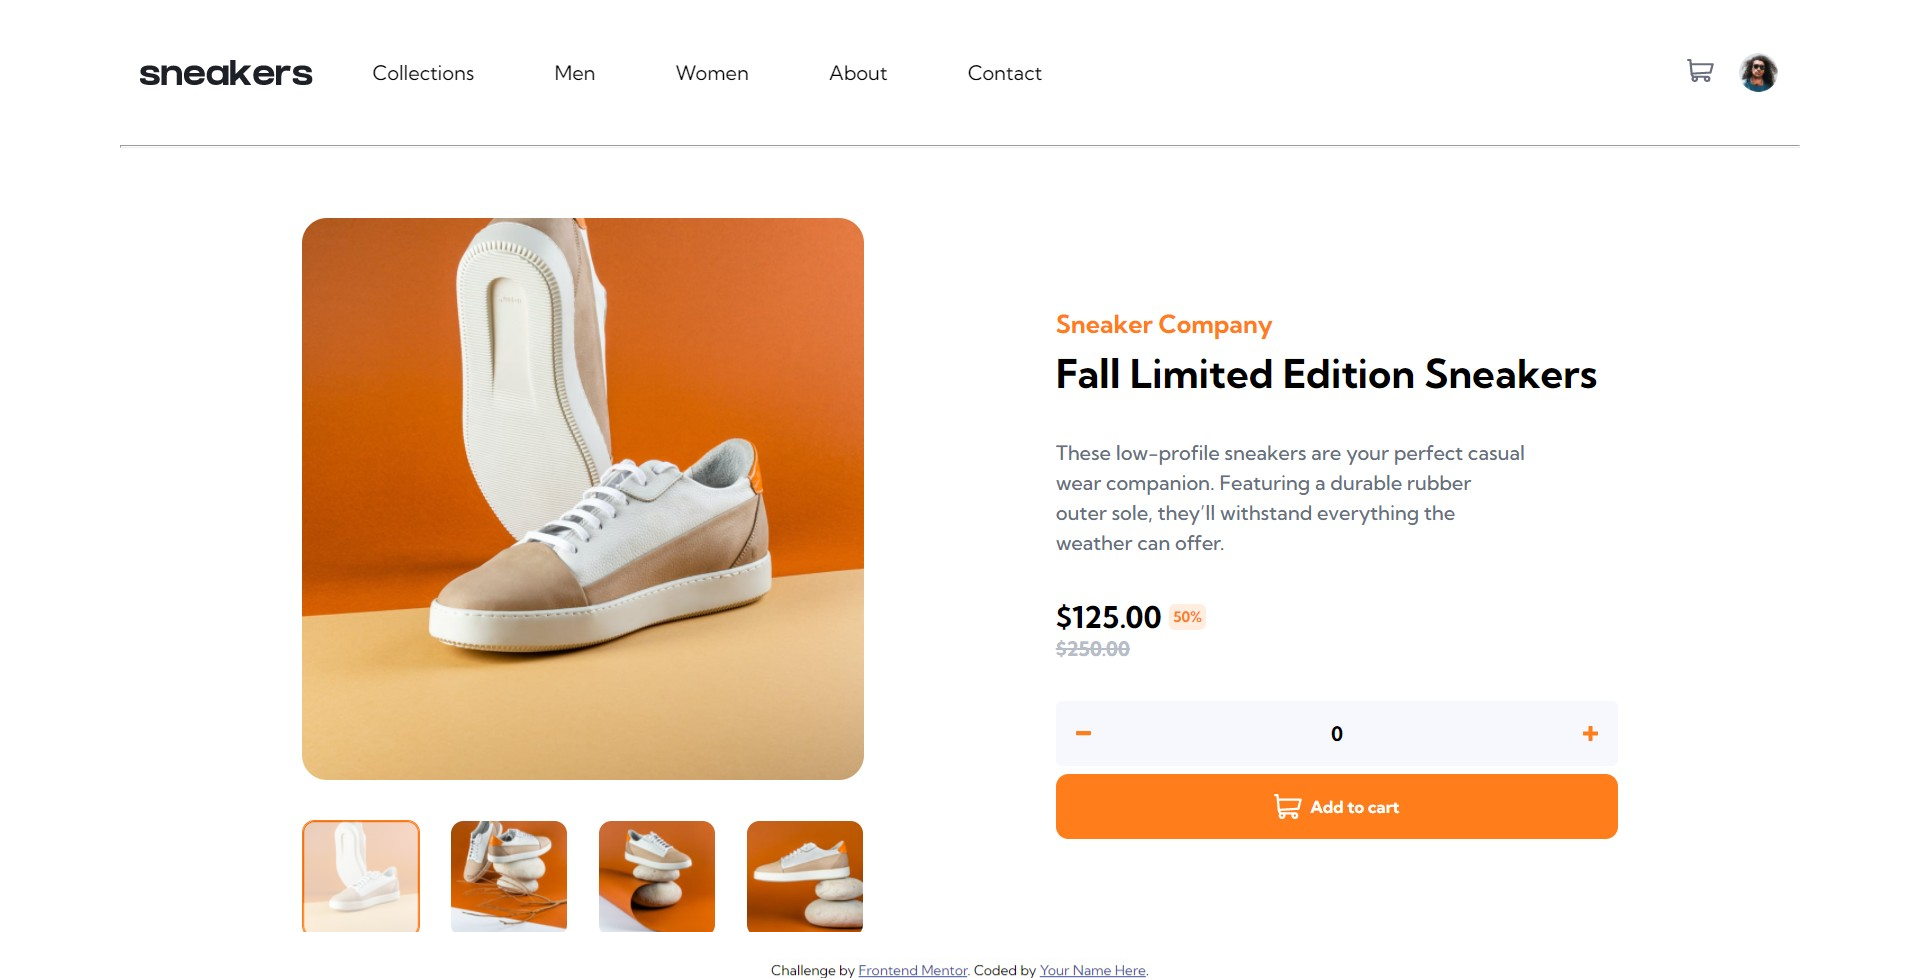 sneakers Collections Men Women About Contact
Sneaker Company
Fall Limited Edition Sneakers
These low-profile sneakers are your perfect casual
wear companion. Featuring a durable rubber
outer sole, they’ll withstand everything the
weather can offer.
$125.00 50%
$250.00
0
Add to cart
Challenge by Frontend Mentor. Coded by Your Name Here.